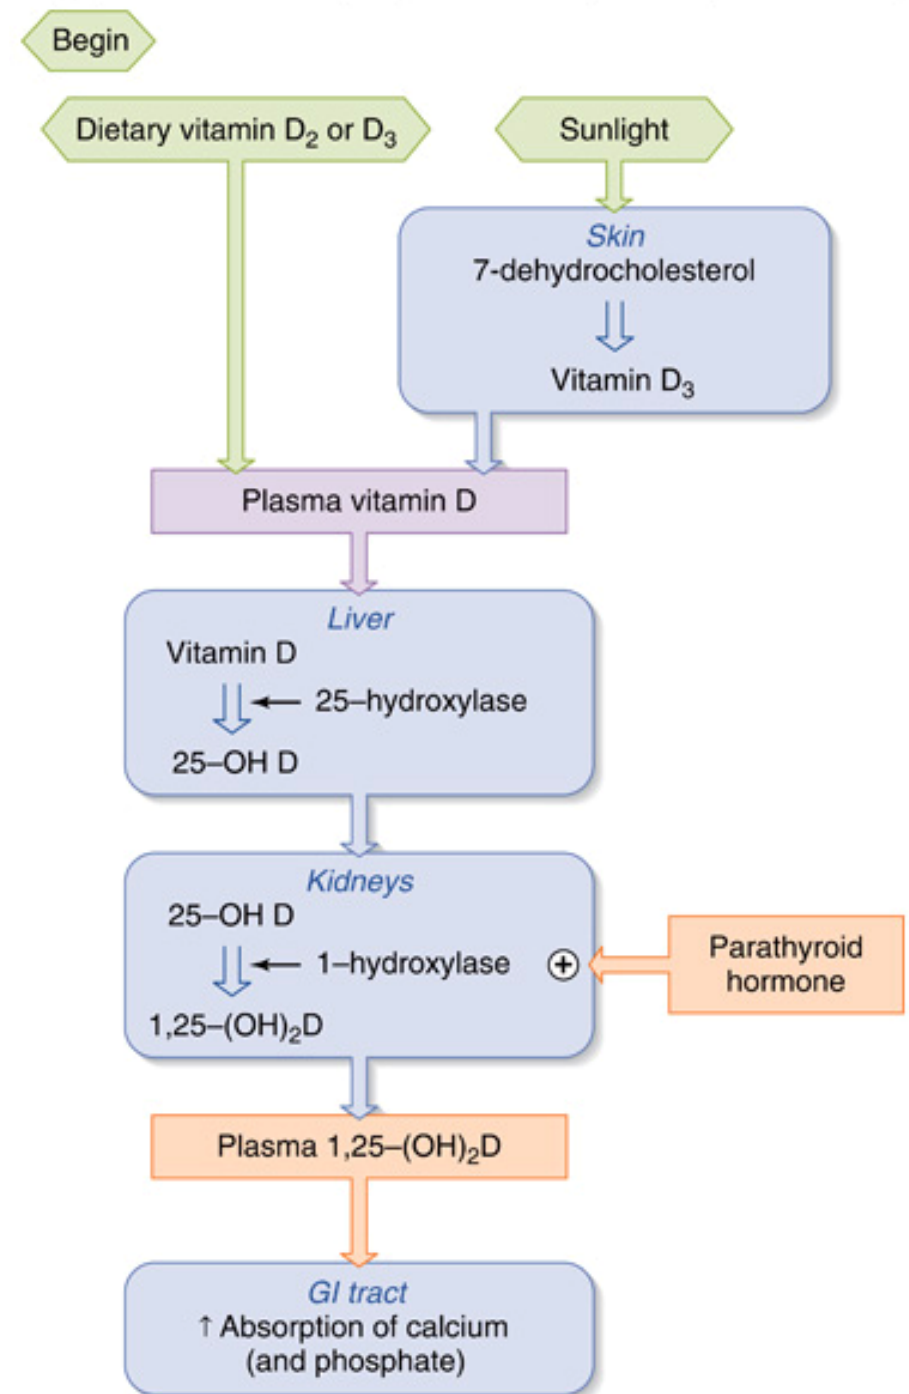 Begin
Dietary vitamin D₂ or D₃
Sunlight
Skin
7-dehydrocholesterol
Vitamin D₃
Plasma vitamin D
Liver
Vitamin D
25–hydroxylase
25–OH D
Kidneys
25–OH D
1–hydroxylase
+
Parathyroid
hormone
1,25–(OH)₂D
Plasma 1,25–(OH)₂D
GI tract
↑ Absorption of calcium
(and phosphate)